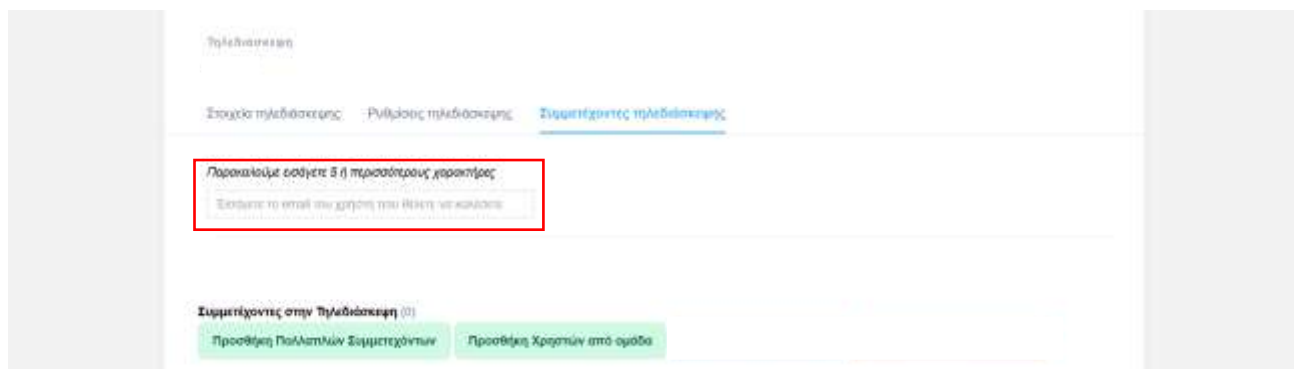 Τηλεδιάσκεψη
Στοιχεία τηλεδιάσκεψης Ρυθμίσεις τηλεδιάσκεψης Συμμετέχοντες τηλεδιάσκεψης
Παρακαλούμε εισάγετε 5 ή περισσότερους χαρακτήρες
Εισάγετε το email του χρήστη που θέλετε να καλέσετε
Συμμετέχοντες στην Τηλεδιάσκεψη (0)
Προσθήκη Πολλαπλών Συμμετεχόντων Προσθήκη Χρηστών από ομάδα